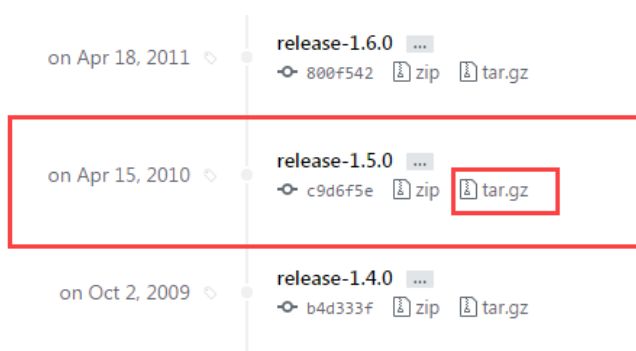 on Apr 18, 2011
release-1.6.0 ...
800f542 zip tar.gz
on Apr 15, 2010
release-1.5.0 ...
c9d6f5e zip tar.gz
on Oct 2, 2009
release-1.4.0 ...
b4d333f zip tar.gz